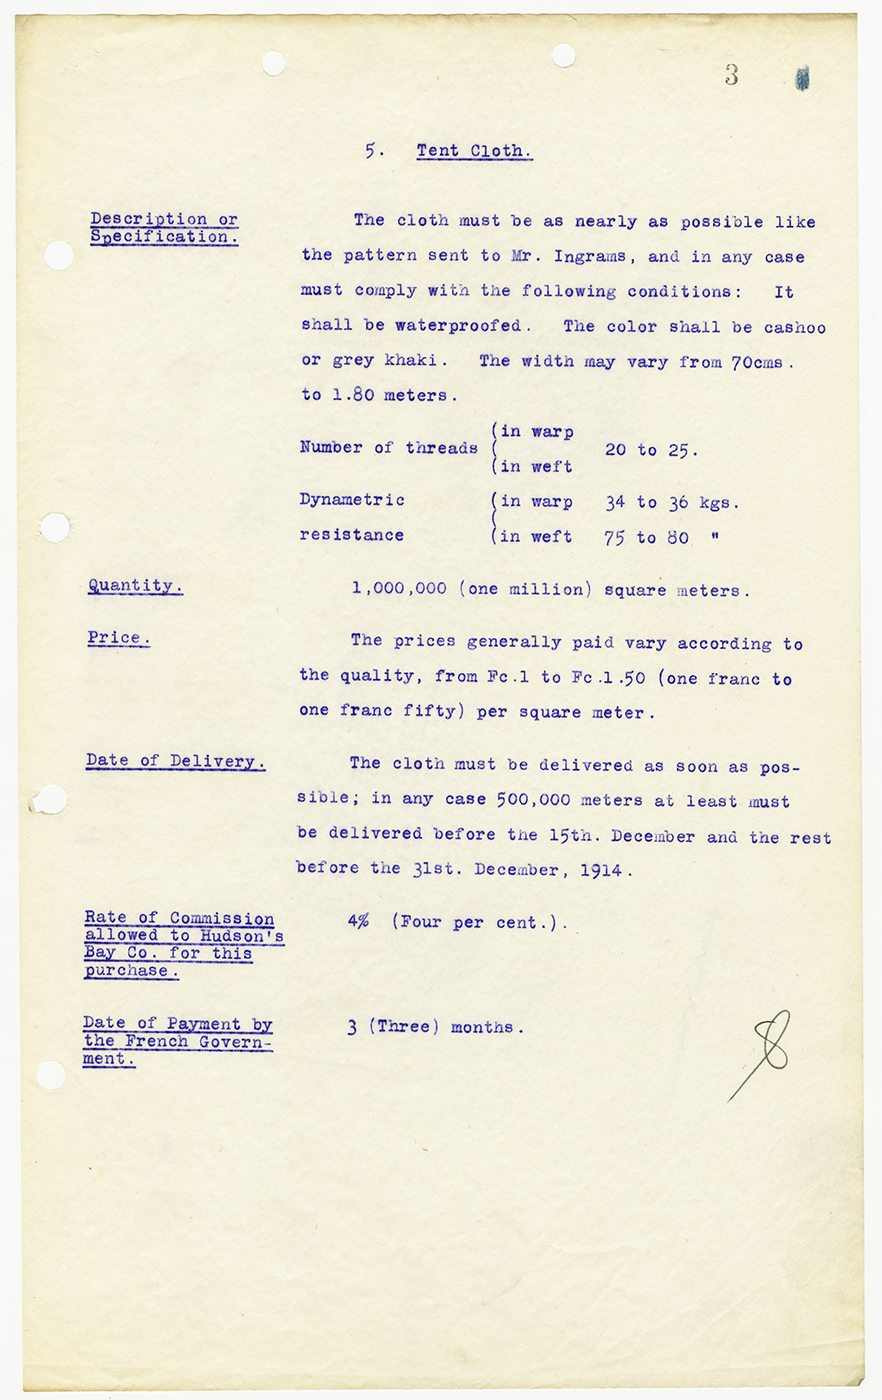 3
5. Tent Cloth.
Description or
Specification.
The cloth must be as nearly as possible like
the pattern sent to Mr. Ingrams, and in any case
must comply with the following conditions: It
shall be waterproofed. The color shall be cashoo
or grey khaki. The width may vary from 70cms.
to 1.80 meters.
Number of threads (in warp
(in weft 20 to 25.
Dynametric (in warp 34 to 36 kgs.
resistance (in weft 75 to 80 "
Quantity. 1,000,000 (one million) square meters.
Price. The prices generally paid vary according to
the quality, from Fc.1 to Fc.1.50 (one franc to
one franc fifty) per square meter.
Date of Delivery. The cloth must be delivered as soon as pos-
sible; in any case 500,000 meters at least must
be delivered before the 15th. December and the rest
before the 31st. December, 1914.
Rate of Commission
allowed to Hudson's
Bay Co. for this
purchase.
4% (Four per cent.).
Date of Payment by
the French Govern-
ment.
3 (Three) months.
8